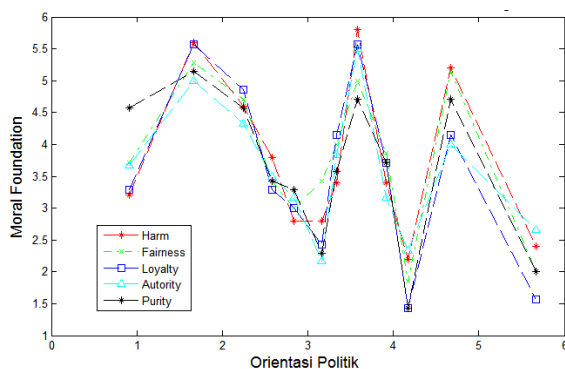 6
5.5
5
4.5
4
3.5
3
2.5
2
1.5
1
Moral Foundation
Harm
Fairness
Loyalty
Autority
Purity
0 1 2 3 4 5 6
Orientasi Politik